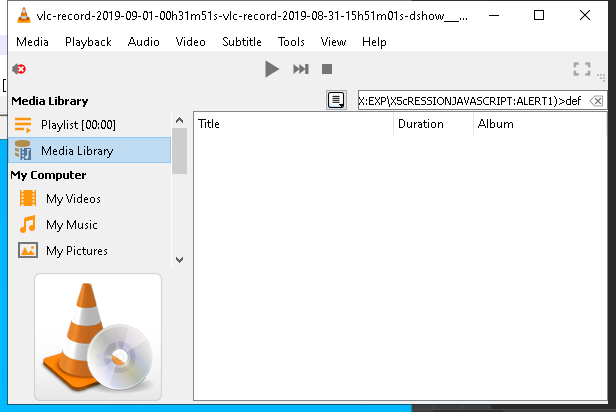 vlc-record-2019-09-01-00h31m51s-vlc-record-2019-08-31-15h51m01s-dshow__...
Media Playback Audio Video Subtitle Tools View Help
Media Library
X:EXP\X5cRESSIONJAVASCRIPT:ALERT1)>def
Playlist [00:00]
Title Duration Album
Media Library
My Computer
My Videos
My Music
My Pictures